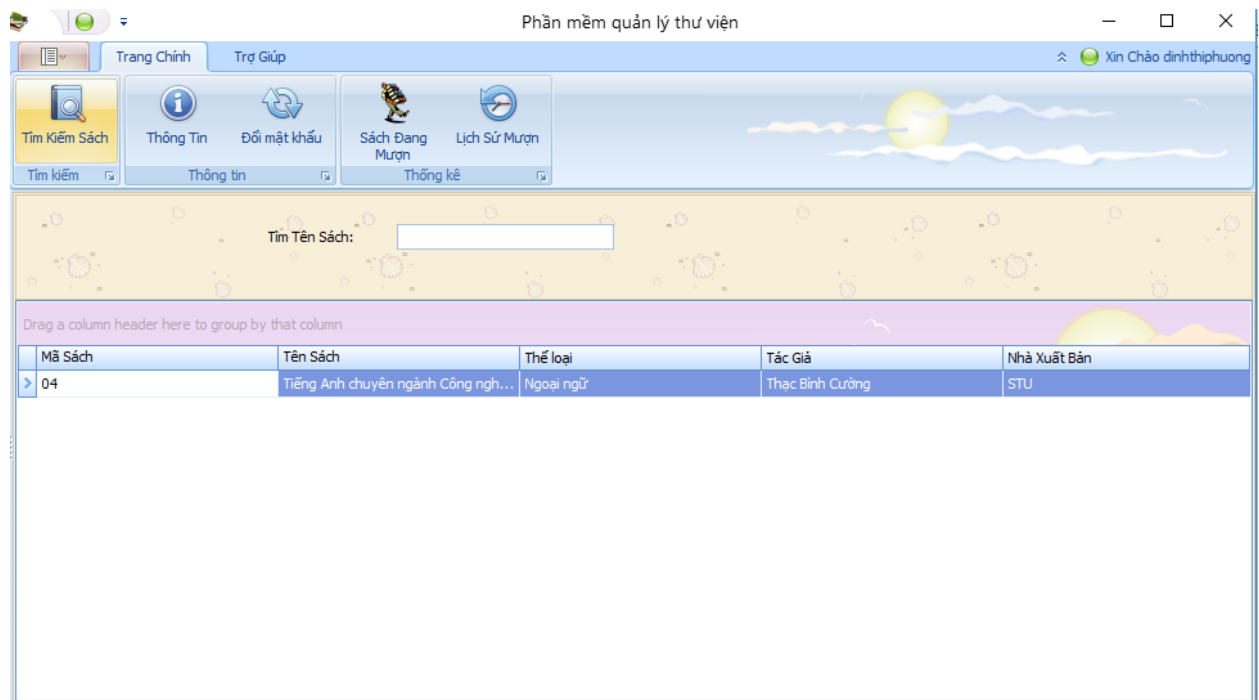 Phần mềm quản lý thư viện
Trang Chính Trợ Giúp Xin Chào dinhthiphuong
Tìm Kiếm Sách Thông Tin Đổi mật khẩu Sách Đang Mượn Lịch Sử Mượn
Tìm kiếm Thông tin Thống kê
Tìm Tên Sách:
Drag a column header here to group by that column
Mã Sách Tên Sách Thể loại Tác Giả Nhà Xuất Bản
04 Tiếng Anh chuyên ngành Công ngh... Ngoại ngữ Thạc Bình Cường STU